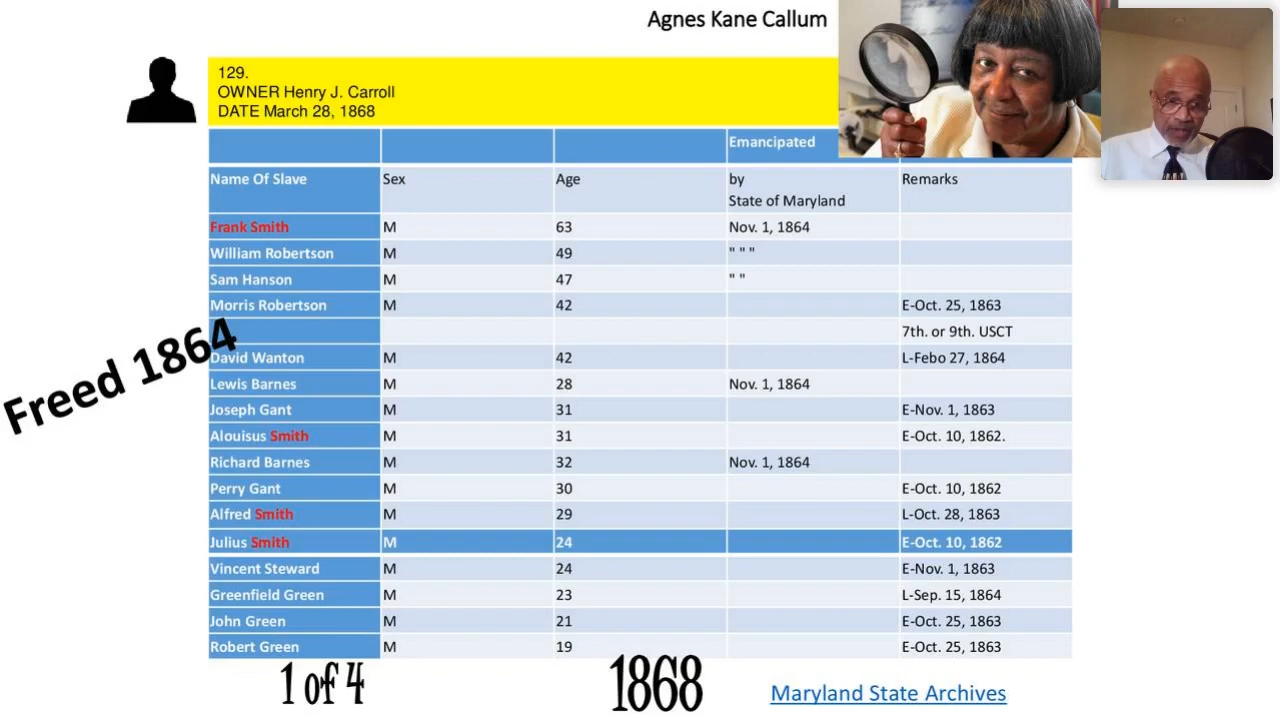 Agnes Kane Callum
129.
OWNER Henry J. Carroll
DATE March 28, 1868
Emancipated
Name Of Slave Sex Age by State of Maryland Remarks
Frank Smith M 63 Nov. 1, 1864
William Robertson M 49 " " "
Sam Hanson M 47 " "
Morris Robertson M 42 E-Oct. 25, 1863
7th. or 9th. USCT
David Wanton M 42 L-Febo 27, 1864
Lewis Barnes M 28 Nov. 1, 1864
Joseph Gant M 31 E-Nov. 1, 1863
Alouisus Smith M 31 E-Oct. 10, 1862.
Richard Barnes M 32 Nov. 1, 1864
Perry Gant M 30 E-Oct. 10, 1862
Alfred Smith M 29 L-Oct. 28, 1863
Julius Smith M 24 E-Oct. 10, 1862
Vincent Steward M 24 E-Nov. 1, 1863
Greenfield Green M 23 L-Sep. 15, 1864
John Green M 21 E-Oct. 25, 1863
Robert Green M 19 E-Oct. 25, 1863
Freed 1864
1 of 4
1868
Maryland State Archives